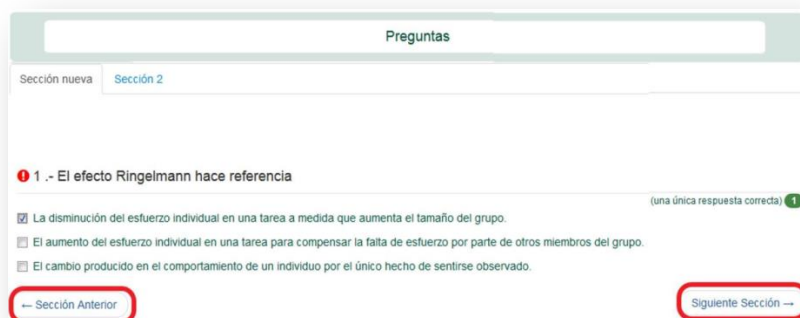 Preguntas
Sección nueva Sección 2
1 .- El efecto Ringelmann hace referencia
(una única respuesta correcta) 1
La disminución del esfuerzo individual en una tarea a medida que aumenta el tamaño del grupo.
El aumento del esfuerzo individual en una tarea para compensar la falta de esfuerzo por parte de otros miembros del grupo.
El cambio producido en el comportamiento de un individuo por el único hecho de sentirse observado.
← Sección Anterior Siguiente Sección →